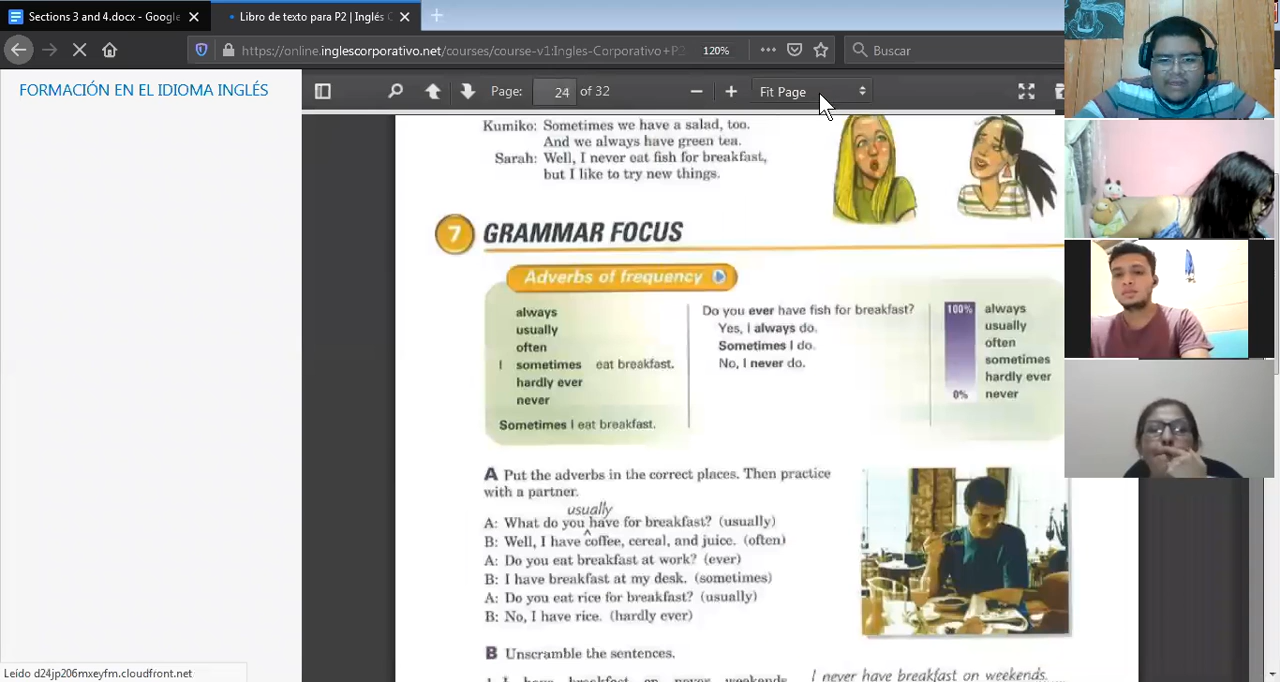 Sections 3 and 4.docx - Google
Libro de texto para P2 | Inglés C
https://online.inglescorporativo.net/courses/course-v1:Ingles-Corporativo+P2
120%
Buscar
FORMACIÓN EN EL IDIOMA INGLÉS
Page: 24 of 32
Fit Page
Kumiko: Sometimes we have a salad, too.
And we always have green tea.
Sarah: Well, I never eat fish for breakfast,
but I like to try new things.
7 GRAMMAR FOCUS
Adverbs of frequency
always
usually
often
I sometimes eat breakfast.
hardly ever
never
Sometimes I eat breakfast.
Do you ever have fish for breakfast?
Yes, I always do.
Sometimes I do.
No, I never do.
100% always
usually
often
sometimes
hardly ever
0% never
A Put the adverbs in the correct places. Then practice
with a partner.
usually
A: What do you have for breakfast? (usually)
B: Well, I have coffee, cereal, and juice. (often)
A: Do you eat breakfast at work? (ever)
B: I have breakfast at my desk. (sometimes)
A: Do you eat rice for breakfast? (usually)
B: No, I have rice. (hardly ever)
B Unscramble the sentences.
1. I have breakfast on never weekends
I never have breakfast on weekends.
Leído d24jp206mxeyfm.cloudfront.net